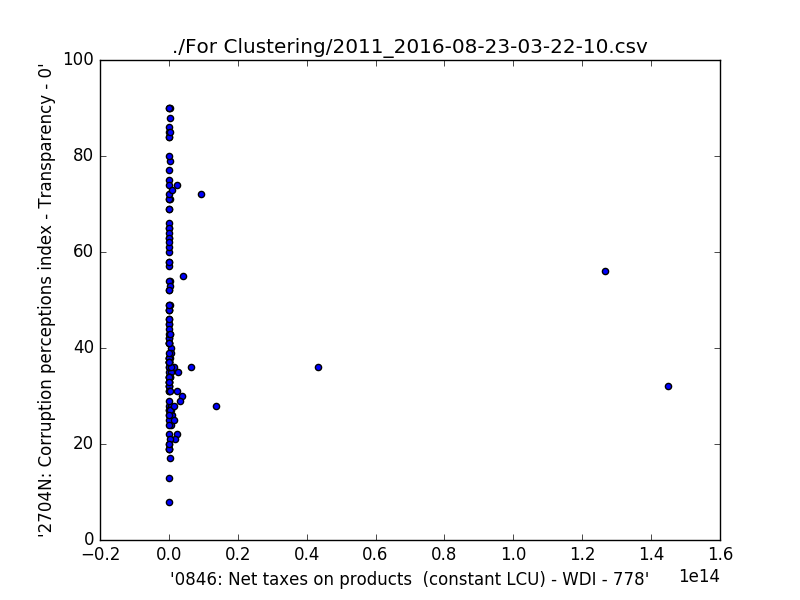 ./For Clustering/2011_2016-08-23-03-22-10.csv
100
80
60
40
20
0
'2704N: Corruption perceptions index - Transparency - 0'
−0.2 0.0 0.2 0.4 0.6 0.8 1.0 1.2 1.4 1.6
1e14
'0846: Net taxes on products  (constant LCU) - WDI - 778'